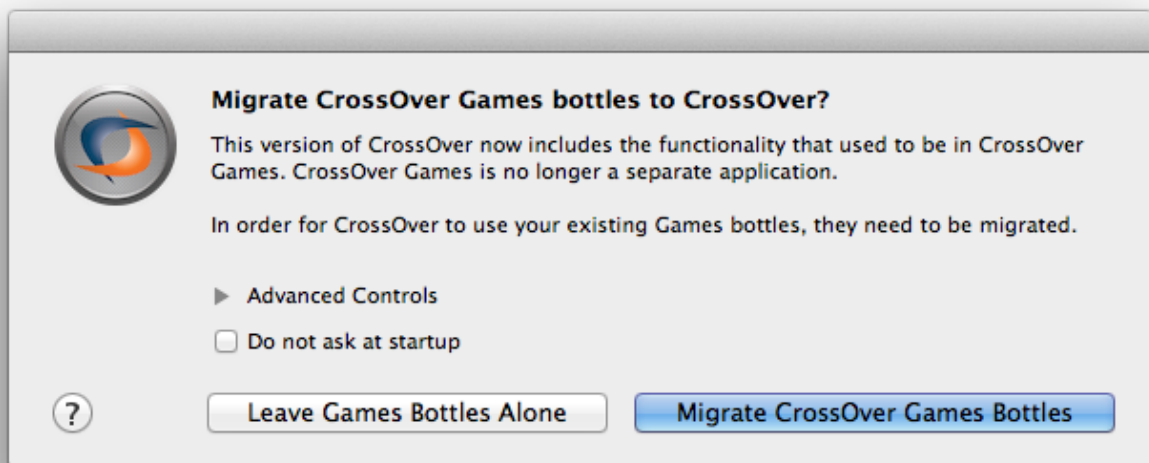 Migrate CrossOver Games bottles to CrossOver?
This version of CrossOver now includes the functionality that used to be in CrossOver
Games. CrossOver Games is no longer a separate application.
In order for CrossOver to use your existing Games bottles, they need to be migrated.
Advanced Controls
Do not ask at startup
?
Leave Games Bottles Alone
Migrate CrossOver Games Bottles